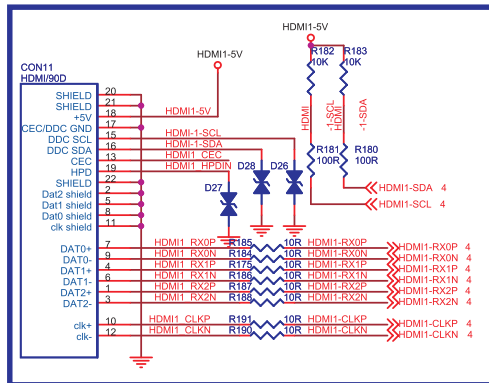 HDMI1-5V
R182 R183
10K 10K
HDMI1-5V
CON11
HDMI/90D
SHIELD 20
SHIELD 21
+5V 18 HDMI1-5V
CEC/DDC GND 17
DDC SCL 15 HDMI-1-SCL
DDC SDA 16 HDMI-1-SDA
CEC 13 HDMI1_CEC
HPD 19 HDMI1_HPDIN
SHIELD 22
Dat2 shield 2
Dat1 shield 5
Dat0 shield 8
clk shield 11
D27 D28 D26
HDMI -1-SCL
HDMI -1-SDA
R181 R180
100R 100R
HDMI1-SDA 4
HDMI1-SCL 4
DAT0+ 7 HDMI1_RX0P R185 10R HDMI1-RX0P HDMI1-RX0P 4
DAT0- 9 HDMI1_RX0N R184 10R HDMI1-RX0N HDMI1-RX0N 4
DAT1+ 4 HDMI1_RX1P R175 10R HDMI1-RX1P HDMI1-RX1P 4
DAT1- 6 HDMI1_RX1N R186 10R HDMI1-RX1N HDMI1-RX1N 4
DAT2+ 1 HDMI1_RX2P R187 10R HDMI1-RX2P HDMI1-RX2P 4
DAT2- 3 HDMI1_RX2N R188 10R HDMI1-RX2N HDMI1-RX2N 4
clk+ 10 HDMI1_CLKP R191 10R HDMI1-CLKP HDMI1-CLKP 4
clk- 12 HDMI1_CLKN R190 10R HDMI1-CLKN HDMI1-CLKN 4